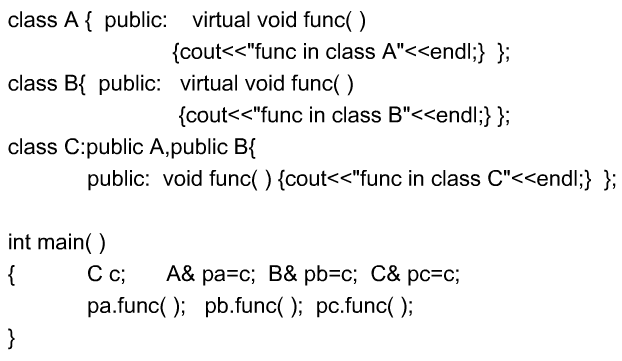 class A { public: virtual void func( )
{cout<<"func in class A"<<endl;} };
class B{ public: virtual void func( )
{cout<<"func in class B"<<endl;} };
class C:public A,public B{
public: void func( ) {cout<<"func in class C"<<endl;} };
int main( )
{ C c; A& pa=c; B& pb=c; C& pc=c;
pa.func( ); pb.func( ); pc.func( );
}